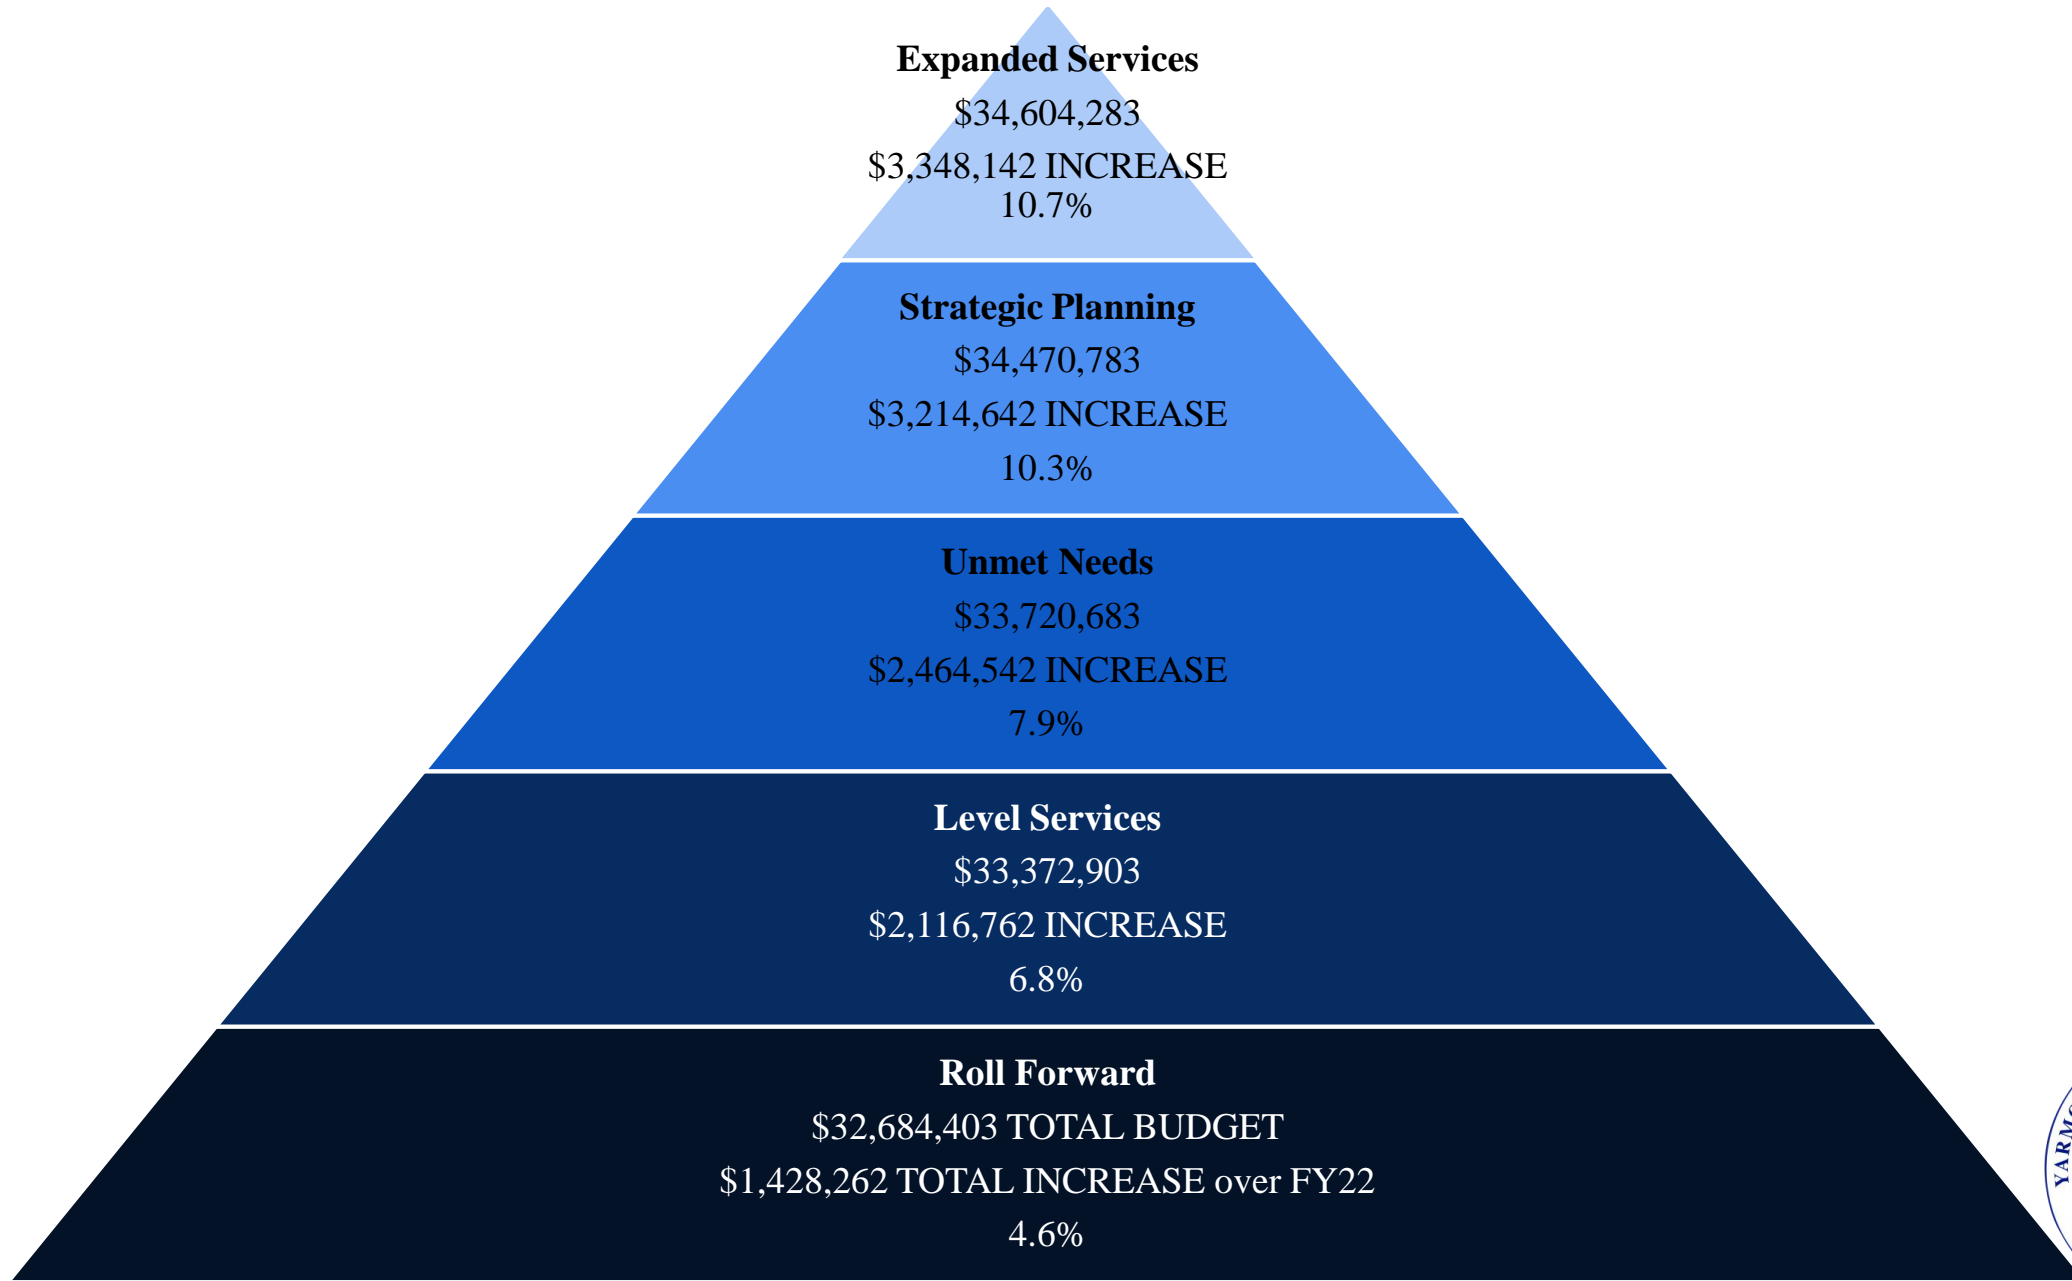 Expanded Services
$34,604,283
$3,348,142 INCREASE
10.7%
Strategic Planning
$34,470,783
$3,214,642 INCREASE
10.3%
Unmet Needs
$33,720,683
$2,464,542 INCREASE
7.9%
Level Services
$33,372,903
$2,116,762 INCREASE
6.8%
Roll Forward
$32,684,403 TOTAL BUDGET
$1,428,262 TOTAL INCREASE over FY22
4.6%